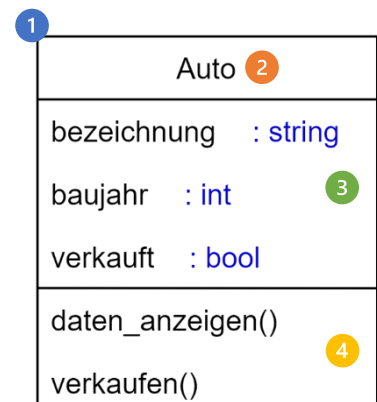 1
Auto 2
bezeichnung : string
baujahr : int 3
verkauft : bool
daten_anzeigen()
4
verkaufen()